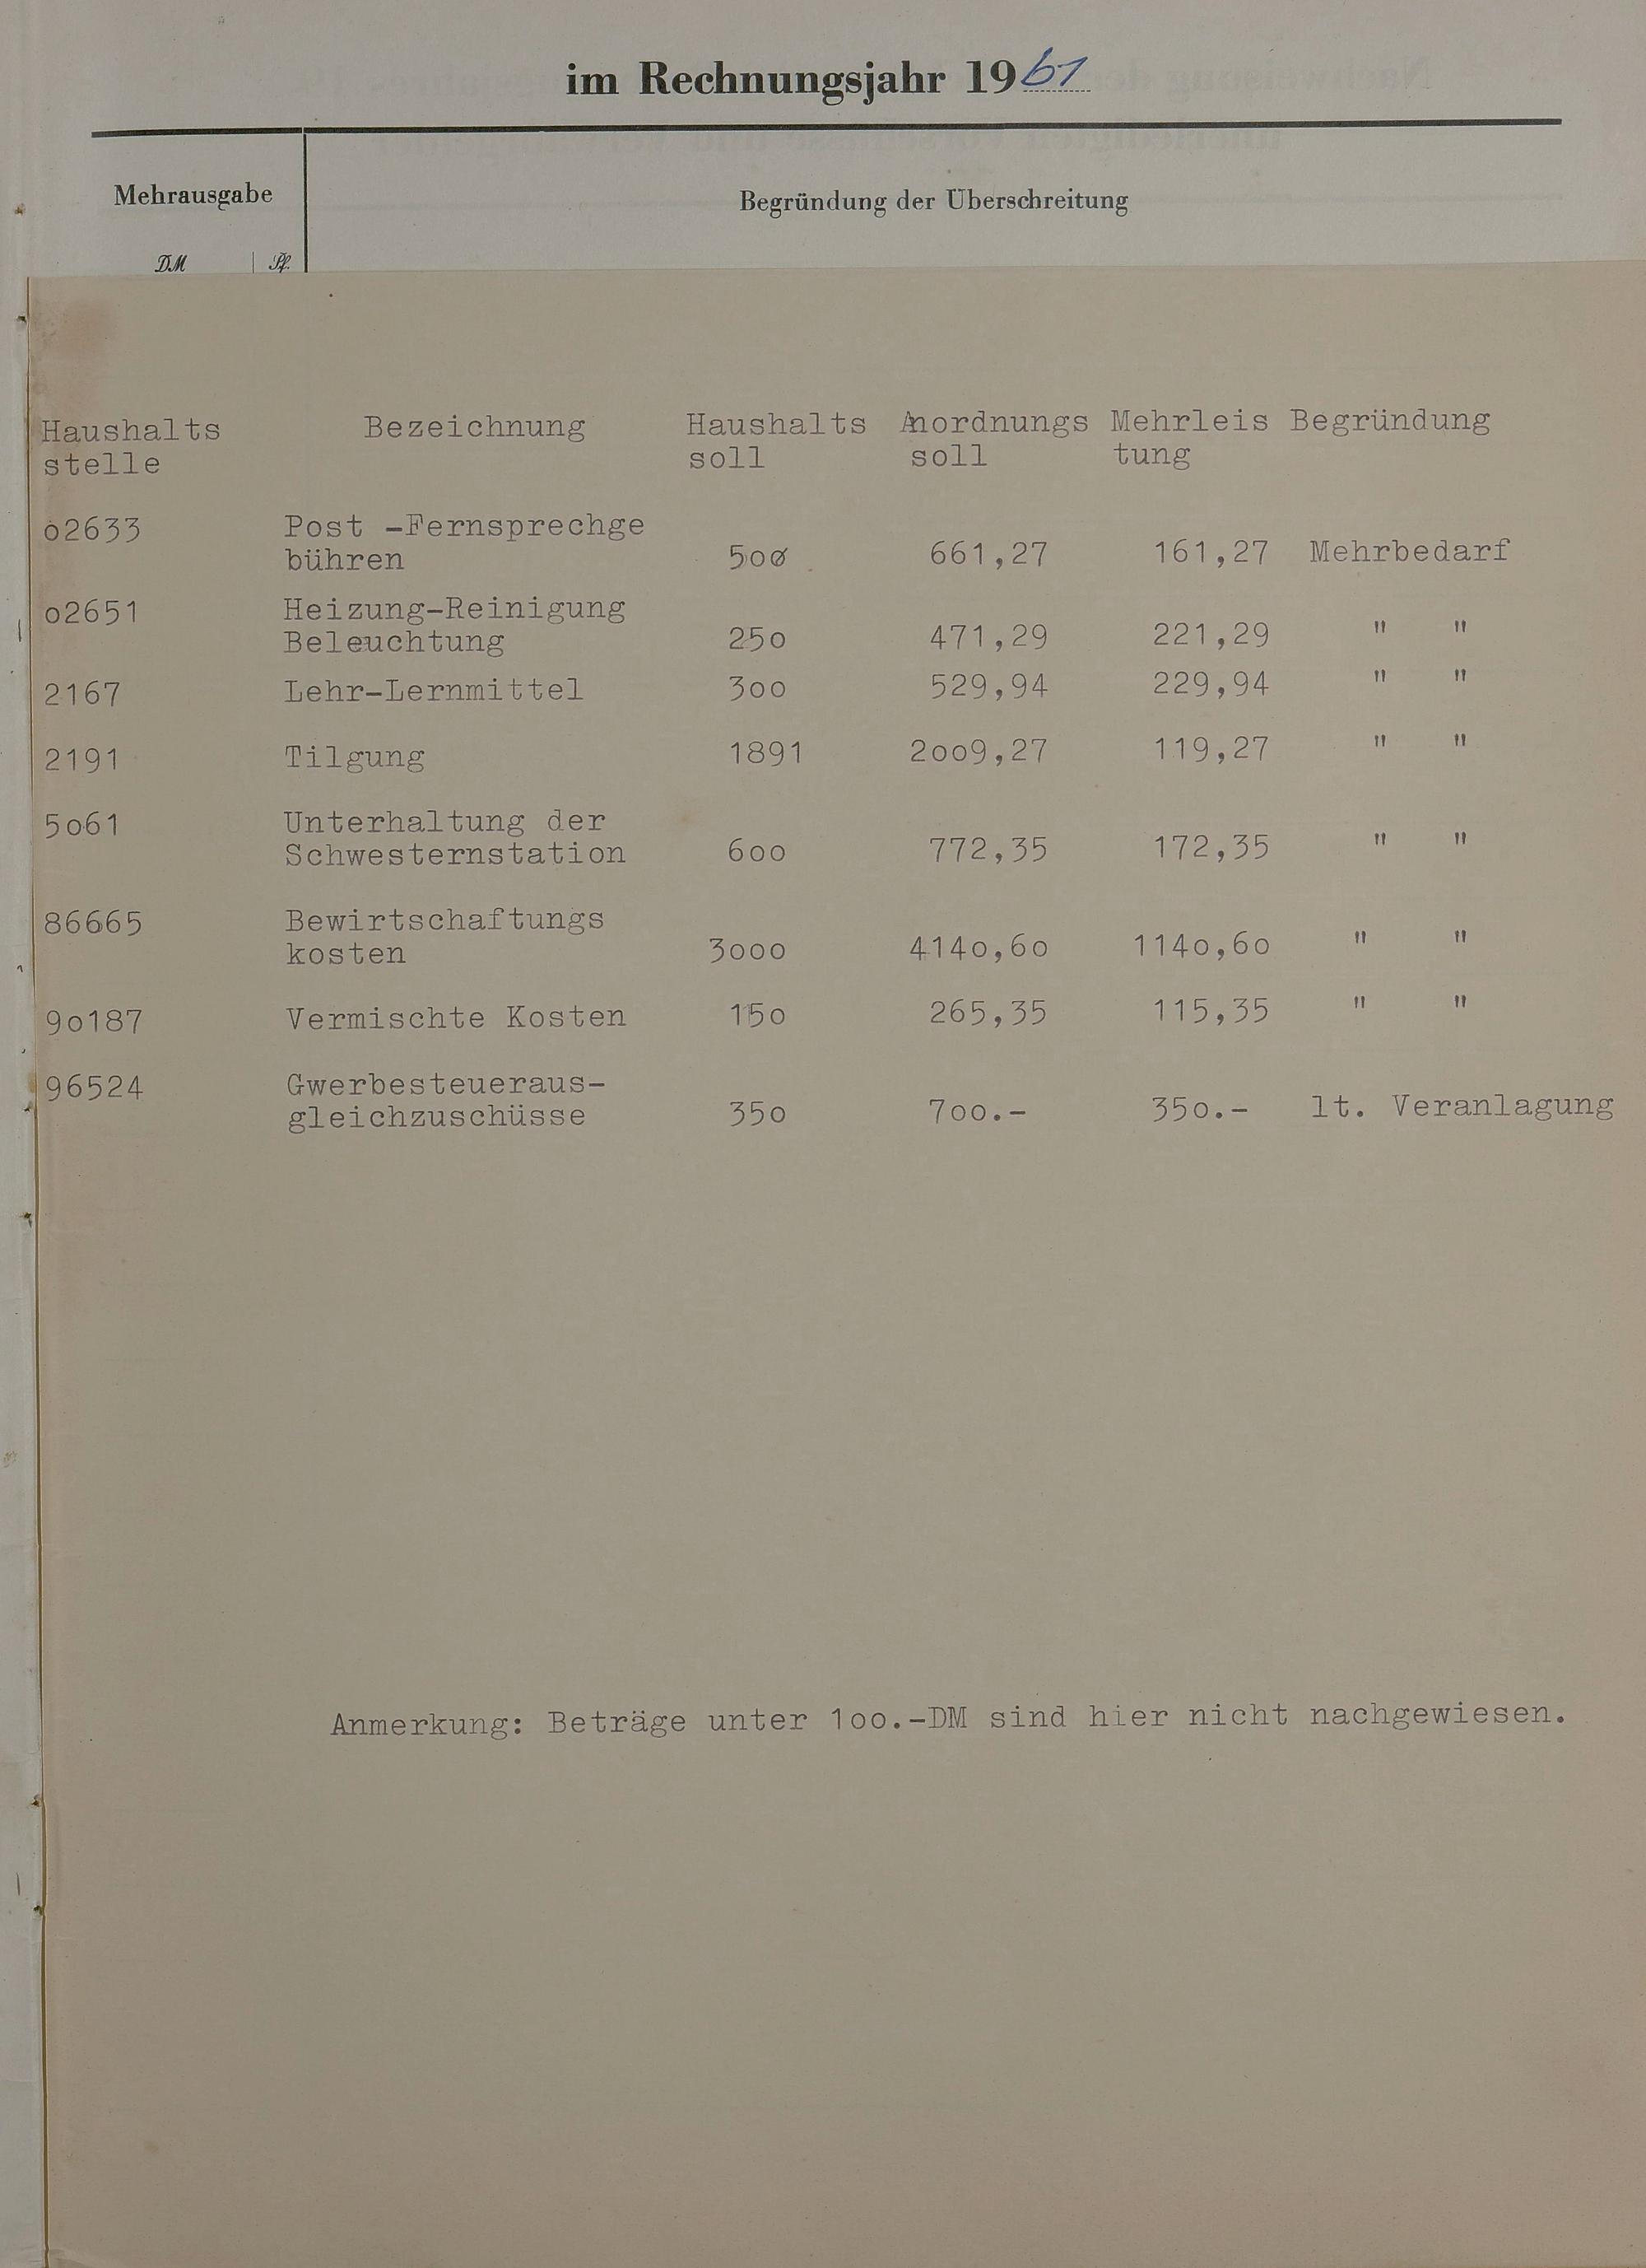 im Rechnungsjahr 1961
Mehrausgabe Begründung der Überschreitung
DM Pf.
Haushalts Bezeichnung Haushalts Anordnungs Mehrleis Begründung
stelle soll soll tung
o2633 Post -Fernsprechge
bühren 5oo 661,27 161,27 Mehrbedarf
o2651 Heizung-Reinigung
Beleuchtung 25o 471,29 221,29 " "
2167 Lehr-Lernmittel 3oo 529,94 229,94 " "
2191 Tilgung 1891 2oo9,27 119,27 " "
5o61 Unterhaltung der
Schwesternstation 6oo 772,35 172,35 " "
86665 Bewirtschaftungs
kosten 3ooo 414o,6o 114o,6o " "
9o187 Vermischte Kosten 15o 265,35 115,35 " "
96524 Gwerbesteueraus-
gleichzuschüsse 35o 7oo.- 35o.- lt. Veranlagung
Anmerkung: Beträge unter 1oo.-DM sind hier nicht nachgewiesen.